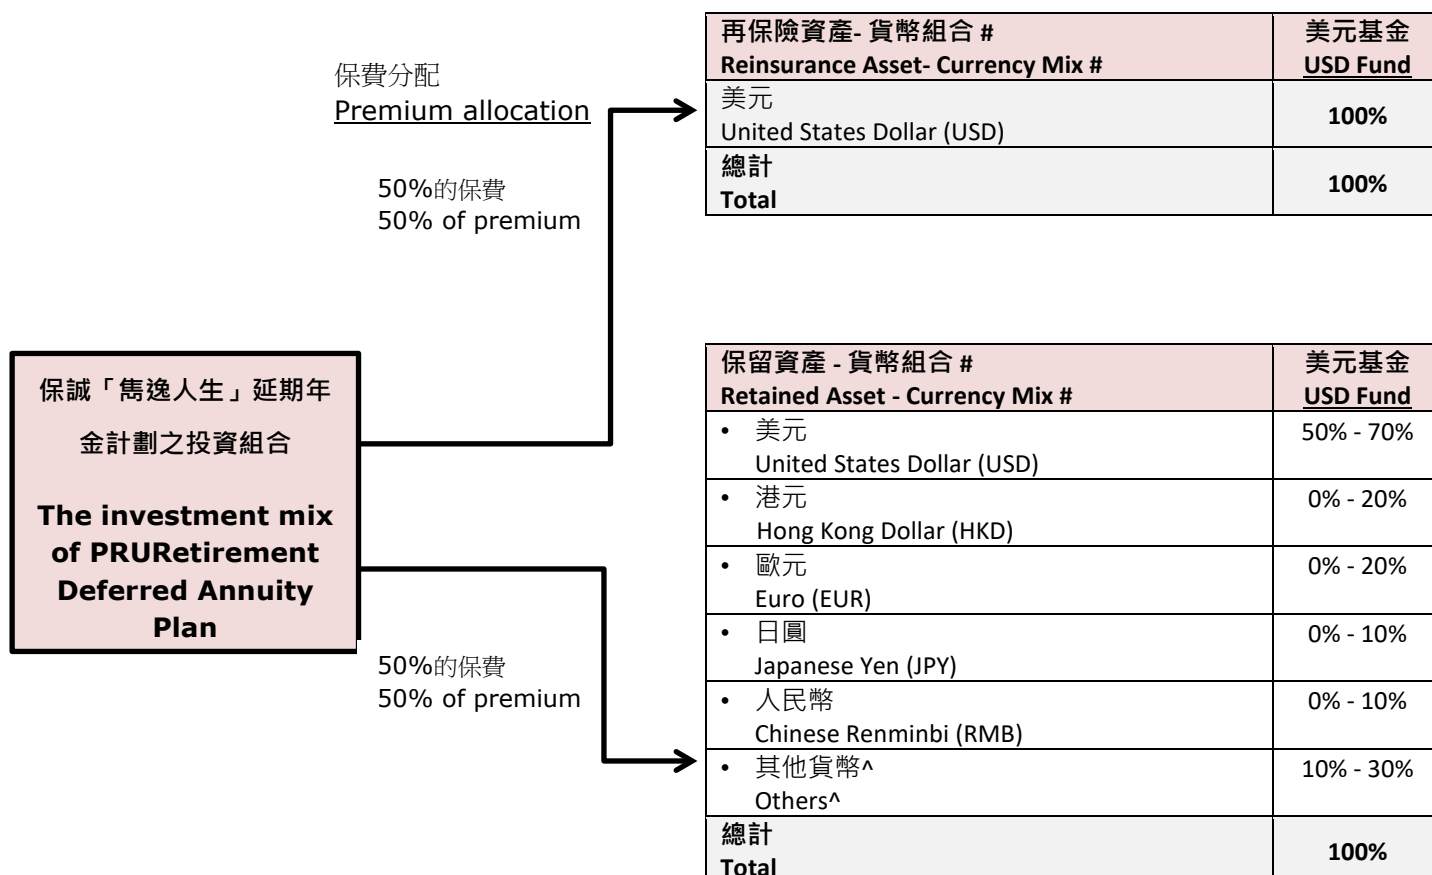 保費分配
Premium allocation
50%的保費
50% of premium
再保險資產- 貨幣組合 #
Reinsurance Asset- Currency Mix #
美元基金
USD Fund
美元
United States Dollar (USD)
100%
總計
Total
100%
保誠「雋逸人生」延期年
金計劃之投資組合
The investment mix
of PRURetirement
Deferred Annuity
Plan
50%的保費
50% of premium
保留資產 - 貨幣組合 #
Retained Asset - Currency Mix #
美元基金
USD Fund
• 美元
United States Dollar (USD)
50% - 70%
• 港元
Hong Kong Dollar (HKD)
0% - 20%
• 歐元
Euro (EUR)
0% - 20%
• 日圓
Japanese Yen (JPY)
0% - 10%
• 人民幣
Chinese Renminbi (RMB)
0% - 10%
• 其他貨幣^
Others^
10% - 30%
總計
Total
100%